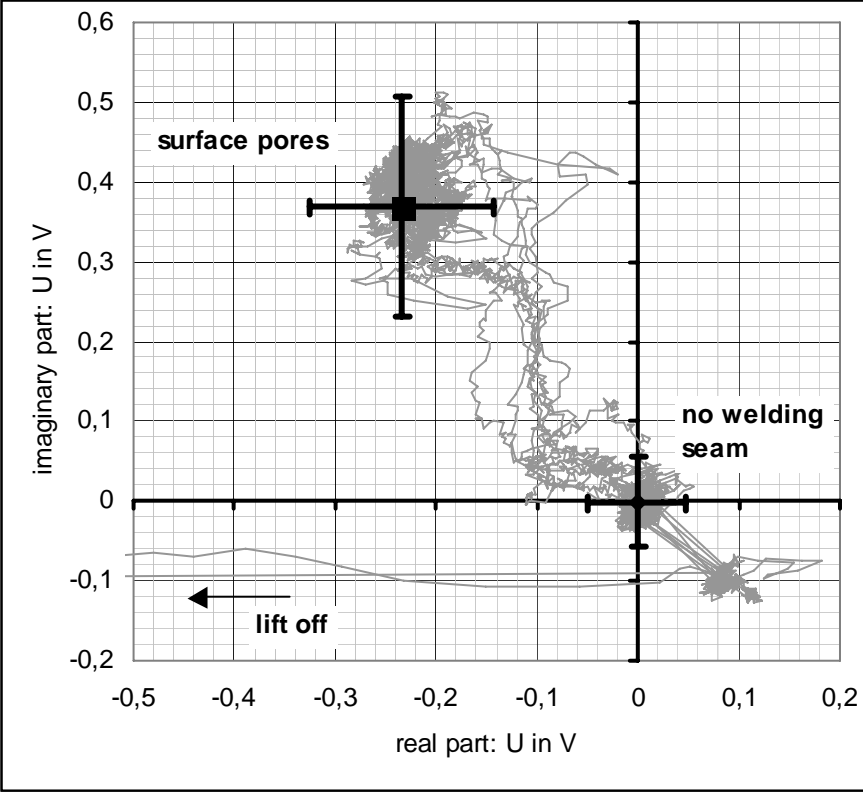 0,6
0,5
surface pores
0,4
0,3
0,2
imaginary part: U in V
0,1
no welding
seam
0
-0,1
lift off
-0,2
-0,5 -0,4 -0,3 -0,2 -0,1 0 0,1 0,2
real part: U in V